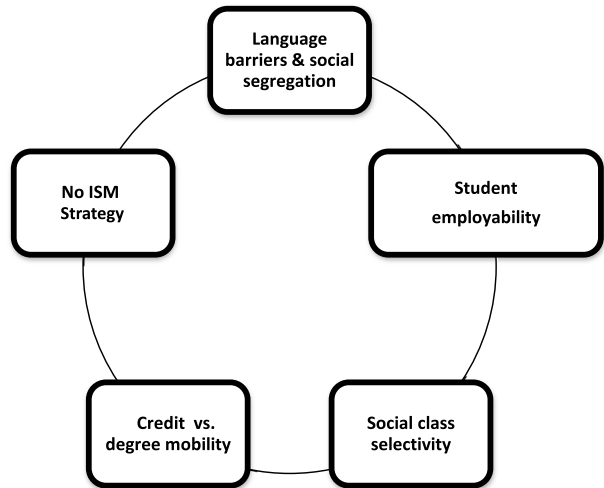 Language
barriers & social
segregation
No ISM
Strategy
Student
employability
Credit vs.
degree mobility
Social class
selectivity